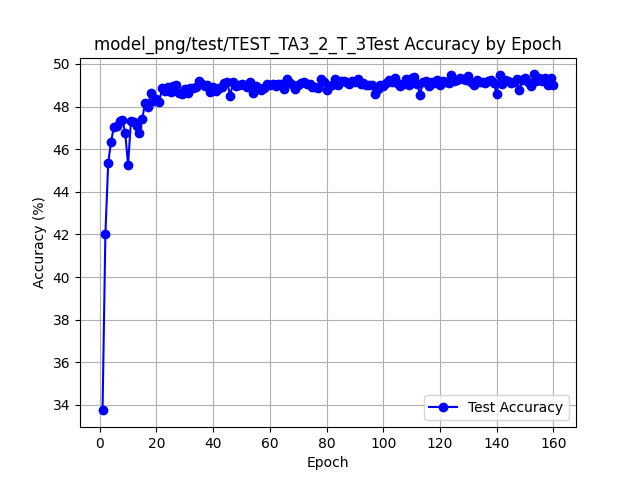 model_png/test/TEST_TA3_2_T_3Test Accuracy by Epoch
50
48
46
44
42
40
38
36
34
Accuracy (%)
Test Accuracy
0 20 40 60 80 100 120 140 160
Epoch